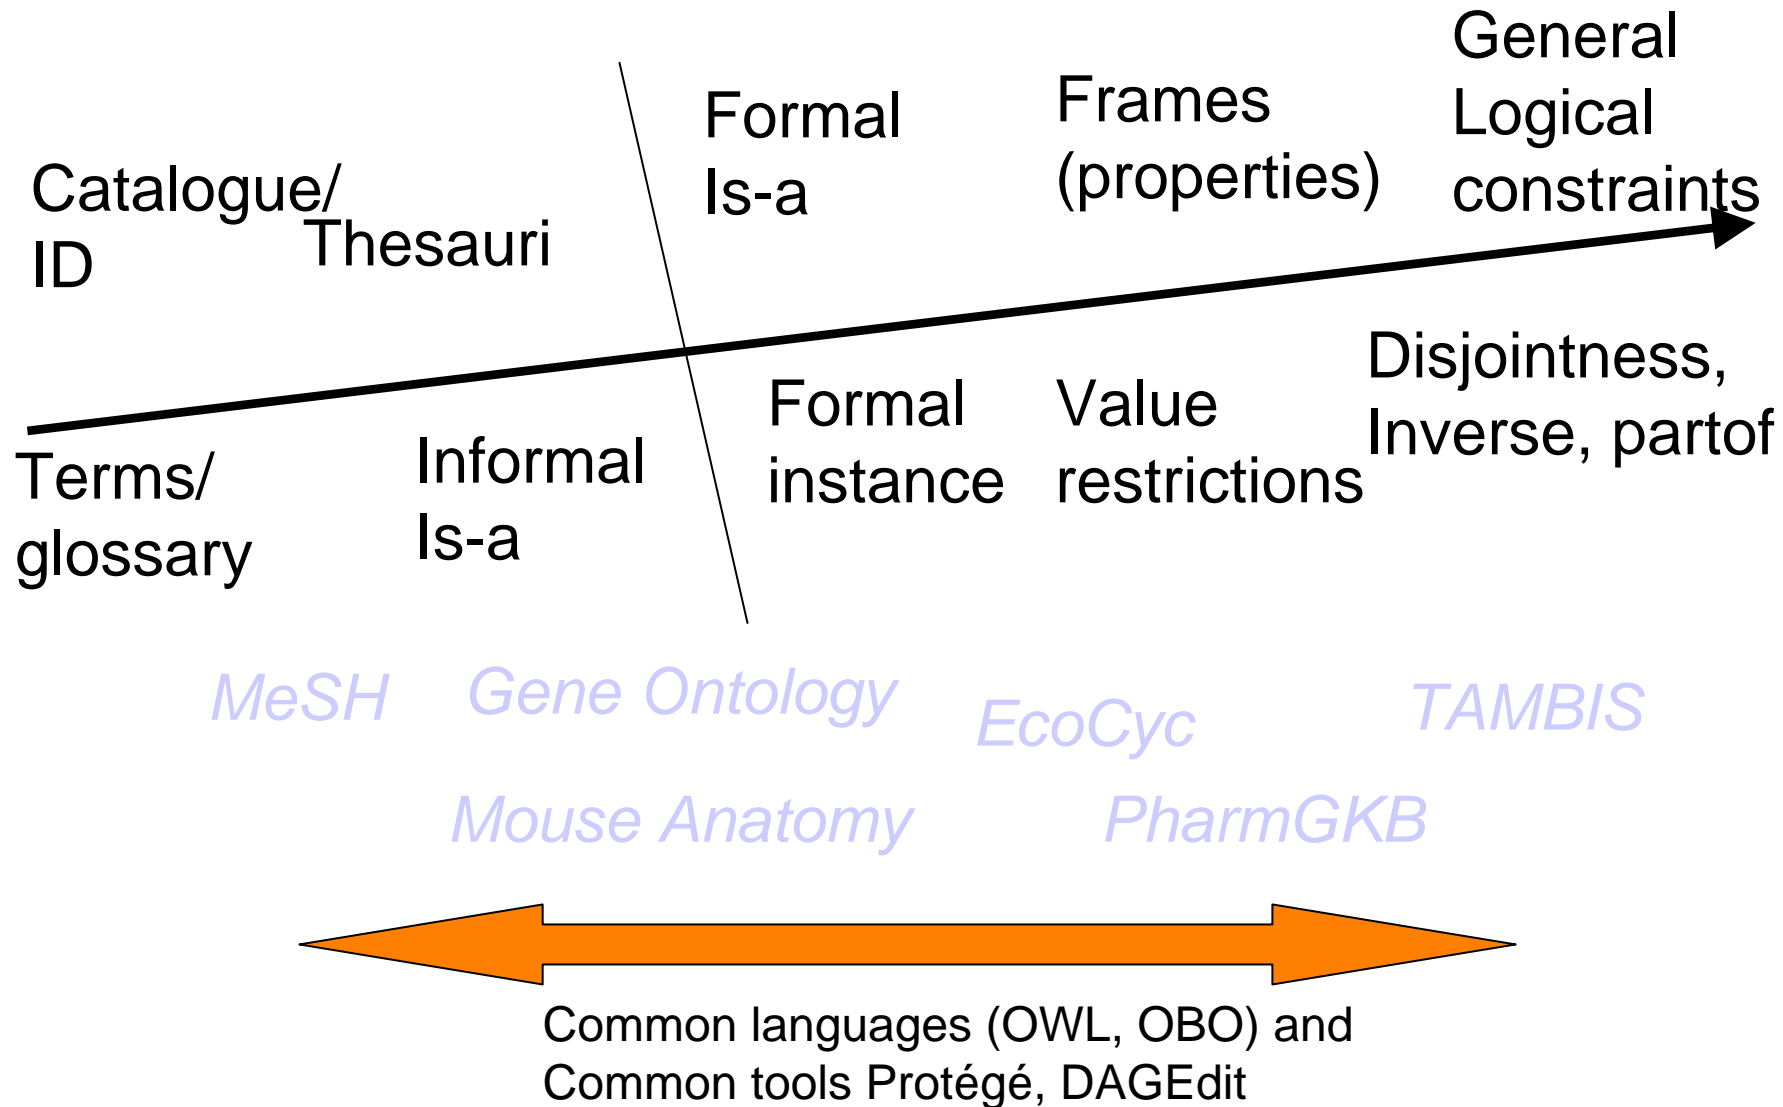 General
Logical
constraints
Frames
(properties)
Formal
Is-a
Catalogue/
ID
Thesauri
Disjointness,
Inverse, partof
Formal
instance
Value
restrictions
Informal
Is-a
Terms/
glossary
MeSH
Gene Ontology
EcoCyc
TAMBIS
Mouse Anatomy
PharmGKB
Common languages (OWL, OBO) and
Common tools Protégé, DAGEdit